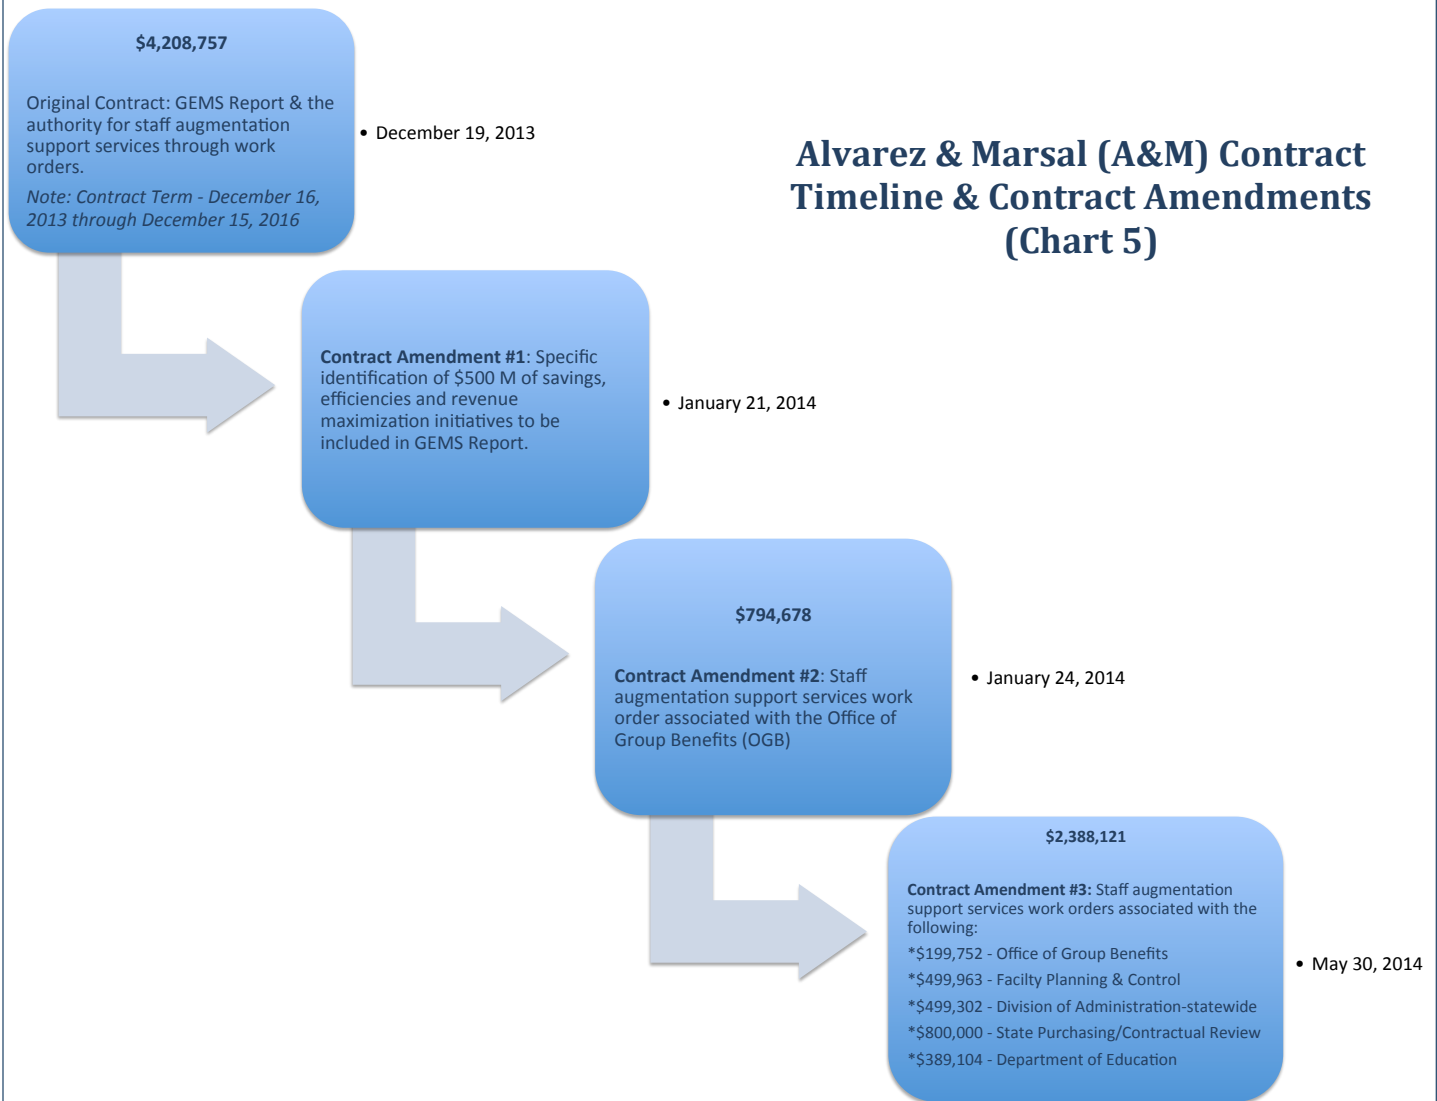 $4,208,757
Original Contract: GEMS Report & the
authority for staff augmentation
support services through work
orders.
Note: Contract Term - December 16,
2013 through December 15, 2016
• December 19, 2013
Alvarez & Marsal (A&M) Contract
Timeline & Contract Amendments
(Chart 5)
Contract Amendment #1: Specific
identification of $500 M of savings,
efficiencies and revenue
maximization initiatives to be
included in GEMS Report.
• January 21, 2014
$794,678
Contract Amendment #2: Staff
augmentation support services work
order associated with the Office of
Group Benefits (OGB)
• January 24, 2014
$2,388,121
Contract Amendment #3: Staff augmentation
support services work orders associated with the
following:
*$199,752 - Office of Group Benefits
*$499,963 - Facilty Planning & Control
*$499,302 - Division of Administration-statewide
*$800,000 - State Purchasing/Contractual Review
*$389,104 - Department of Education
• May 30, 2014